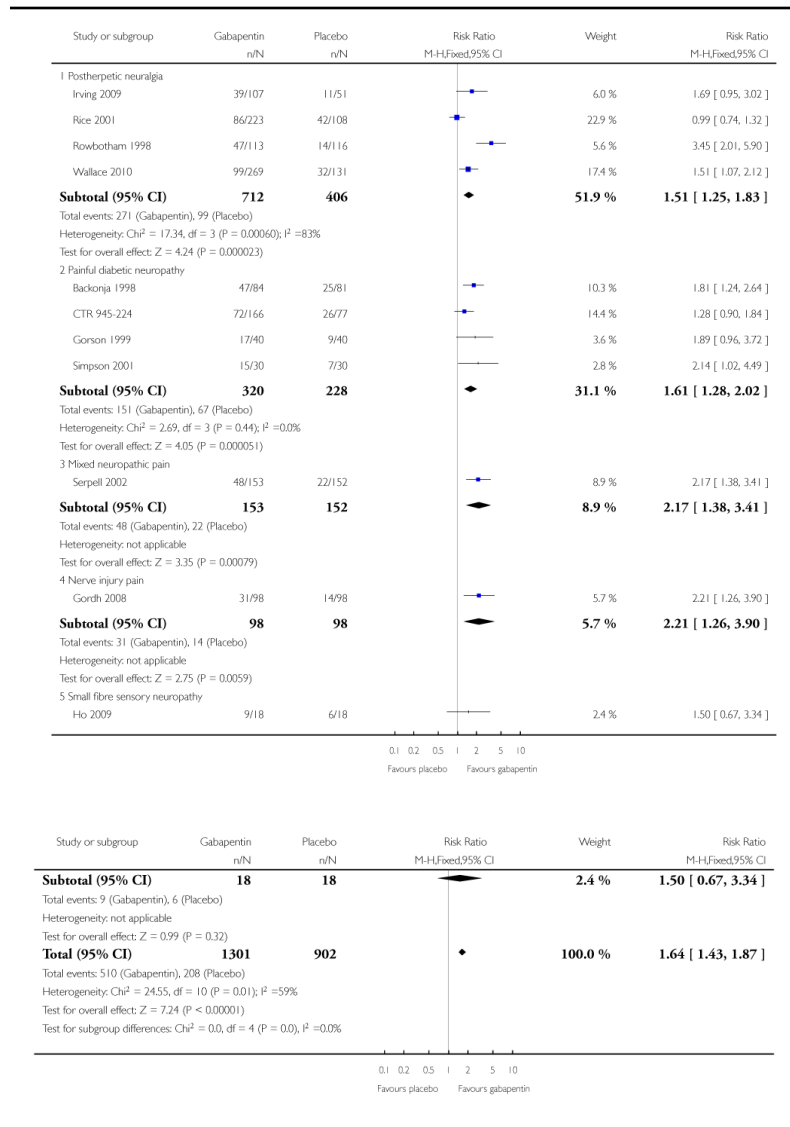 Study or subgroup Gabapentin Placebo Risk Ratio Weight Risk Ratio
n/N n/N M-H,Fixed,95% CI M-H,Fixed,95% CI
1 Postherpetic neuralgia
Irving 2009 39/107 11/51 6.0 % 1.69 [ 0.95, 3.02 ]
Rice 2001 86/223 42/108 22.9 % 0.99 [ 0.74, 1.32 ]
Rowbotham 1998 47/113 14/116 5.6 % 3.45 [ 2.01, 5.90 ]
Wallace 2010 99/269 32/131 17.4 % 1.51 [ 1.07, 2.12 ]
Subtotal (95% CI) 712 406 51.9 % 1.51 [ 1.25, 1.83 ]
Total events: 271 (Gabapentin), 99 (Placebo)
Heterogeneity: Chi² = 17.34, df = 3 (P = 0.00060); I² =83%
Test for overall effect: Z = 4.24 (P = 0.000023)
2 Painful diabetic neuropathy
Backonja 1998 47/84 25/81 10.3 % 1.81 [ 1.24, 2.64 ]
CTR 945-224 72/166 26/77 14.4 % 1.28 [ 0.90, 1.84 ]
Gorson 1999 17/40 9/40 3.6 % 1.89 [ 0.96, 3.72 ]
Simpson 2001 15/30 7/30 2.8 % 2.14 [ 1.02, 4.49 ]
Subtotal (95% CI) 320 228 31.1 % 1.61 [ 1.28, 2.02 ]
Total events: 151 (Gabapentin), 67 (Placebo)
Heterogeneity: Chi² = 2.69, df = 3 (P = 0.44); I² =0.0%
Test for overall effect: Z = 4.05 (P = 0.000051)
3 Mixed neuropathic pain
Serpell 2002 48/153 22/152 8.9 % 2.17 [ 1.38, 3.41 ]
Subtotal (95% CI) 153 152 8.9 % 2.17 [ 1.38, 3.41 ]
Total events: 48 (Gabapentin), 22 (Placebo)
Heterogeneity: not applicable
Test for overall effect: Z = 3.35 (P = 0.00079)
4 Nerve injury pain
Gordh 2008 31/98 14/98 5.7 % 2.21 [ 1.26, 3.90 ]
Subtotal (95% CI) 98 98 5.7 % 2.21 [ 1.26, 3.90 ]
Total events: 31 (Gabapentin), 14 (Placebo)
Heterogeneity: not applicable
Test for overall effect: Z = 2.75 (P = 0.0059)
5 Small fibre sensory neuropathy
Ho 2009 9/18 6/18 2.4 % 1.50 [ 0.67, 3.34 ]
0.1 0.2 0.5 1 2 5 10
Favours placebo Favours gabapentin
Study or subgroup Gabapentin Placebo Risk Ratio Weight Risk Ratio
n/N n/N M-H,Fixed,95% CI M-H,Fixed,95% CI
Subtotal (95% CI) 18 18 2.4 % 1.50 [ 0.67, 3.34 ]
Total events: 9 (Gabapentin), 6 (Placebo)
Heterogeneity: not applicable
Test for overall effect: Z = 0.99 (P = 0.32)
Total (95% CI) 1301 902 100.0 % 1.64 [ 1.43, 1.87 ]
Total events: 510 (Gabapentin), 208 (Placebo)
Heterogeneity: Chi² = 24.55, df = 10 (P = 0.01); I² =59%
Test for overall effect: Z = 7.24 (P < 0.00001)
Test for subgroup differences: Chi² = 0.0, df = 4 (P = 0.0), I² =0.0%
0.1 0.2 0.5 1 2 5 10
Favours placebo Favours gabapentin